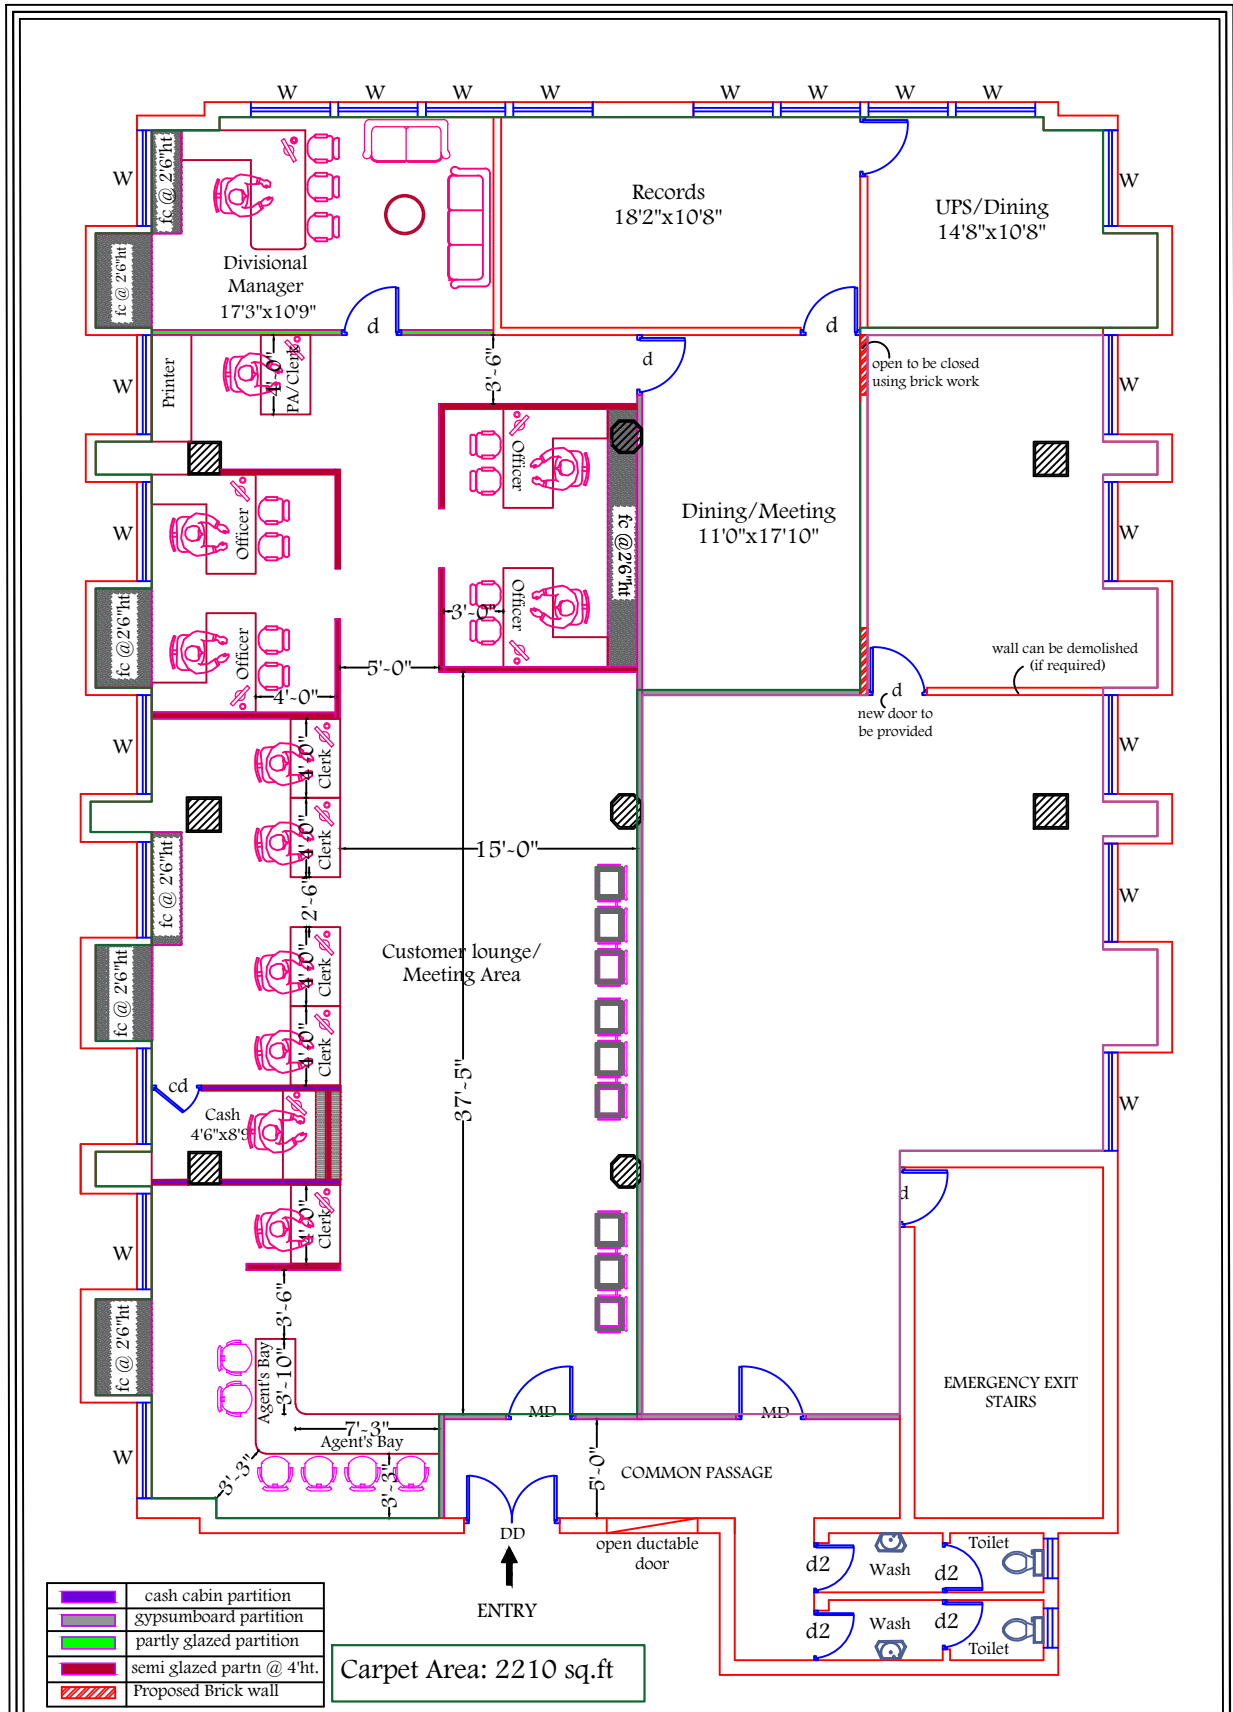 W
W
W
W
W
W
W
W
W
fc @ 2'6"ht
Records
18'2"x10'8"
UPS/Dining
14'8"x10'8"
W
fc @ 2'6"ht
Divisional
Manager
17'3"x10'9"
d
d
d
W
Printer
4'-0"
PA/Clerk
3'-6"
open to be closed
using brick work
W
Officer
Officer
W
fc @2'6"ht
Dining/Meeting
11'0"x17'10"
W
fc @2'6"ht
Officer
4'-0"
5'-0"
3'-0"
Officer
wall can be demolished
(if required)
d
new door to
be provided
W
4'-0"
Clerk
4'-0"
Clerk
W
15'-0"
fc @ 2'6"ht
2'-6"
W
Customer lounge/
Meeting Area
fc @ 2'6"ht
4'-0"
Clerk
4'-0"
Clerk
37'-5"
cd
Cash
4'6"x8'9
W
4'-0"
Clerk
d
W
3'-6"
fc @ 2'6"ht
Agent's Bay
3'-10"
EMERGENCY EXIT
STAIRS
MD
MD
7'-3"
Agent's Bay
W
3'-3"
3'-3"
5'-0"
COMMON PASSAGE
DD
open ductable
door
ENTRY
d2
Wash
d2
Toilet
d2
Wash
d2
Toilet
cash cabin partition
gypsumboard partition
partly glazed partition
semi glazed partn @ 4'ht.
Proposed Brick wall
Carpet Area: 2210 sq.ft